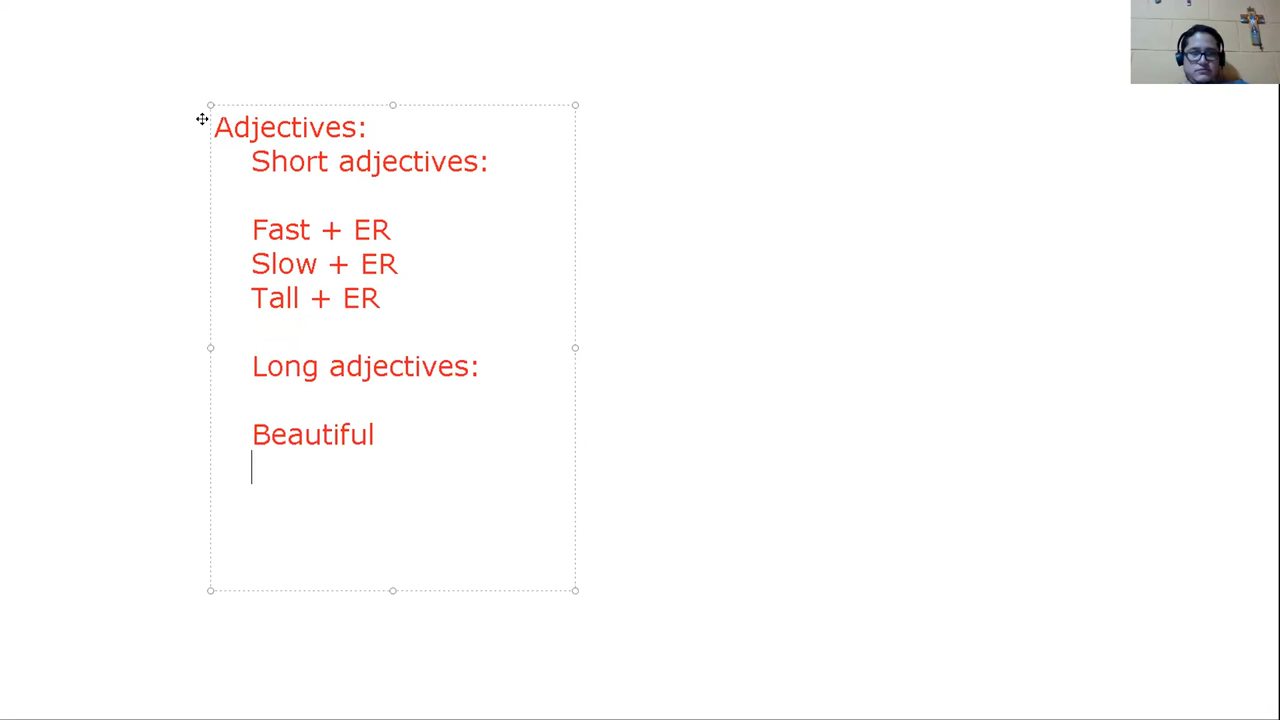 Adjectives:
Short adjectives:
Fast + ER
Slow + ER
Tall + ER
Long adjectives:
Beautiful